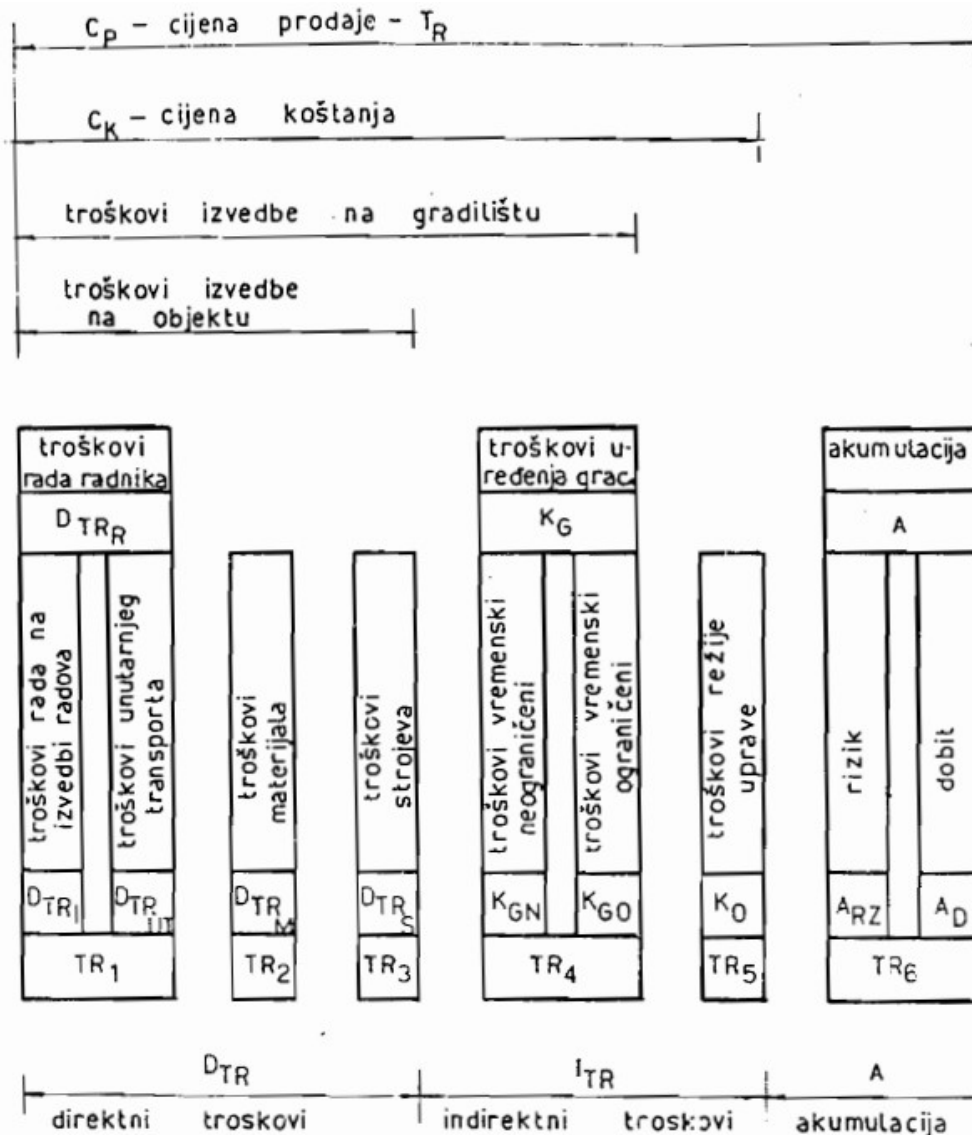 C_P – cijena prodaje - T_R
C_K – cijena koštanja
troškovi izvedbe na gradilištu
troškovi izvedbe
na objektu
troškovi
rada radnika
D_TR_R
troškovi rada na
izvedbi radova
troškovi unutarnjeg
transporta
D_TR_I
D_TR_UT
TR_1
troškovi
materijala
D_TR_M
TR_2
troškovi
strojeva
D_TR_S
TR_3
troškovi u-
ređenja grac.
K_G
troškovi vremenski
neograničeni
troškovi vremenski
ograničeni
K_GN
K_GO
TR_4
troškovi režije
uprave
K_O
TR_5
akumulacija
A
rizik
dobit
A_RZ
A_D
TR_6
D_TR
I_TR
A
direktni troskovi
indirektni troskovi
akumulacija